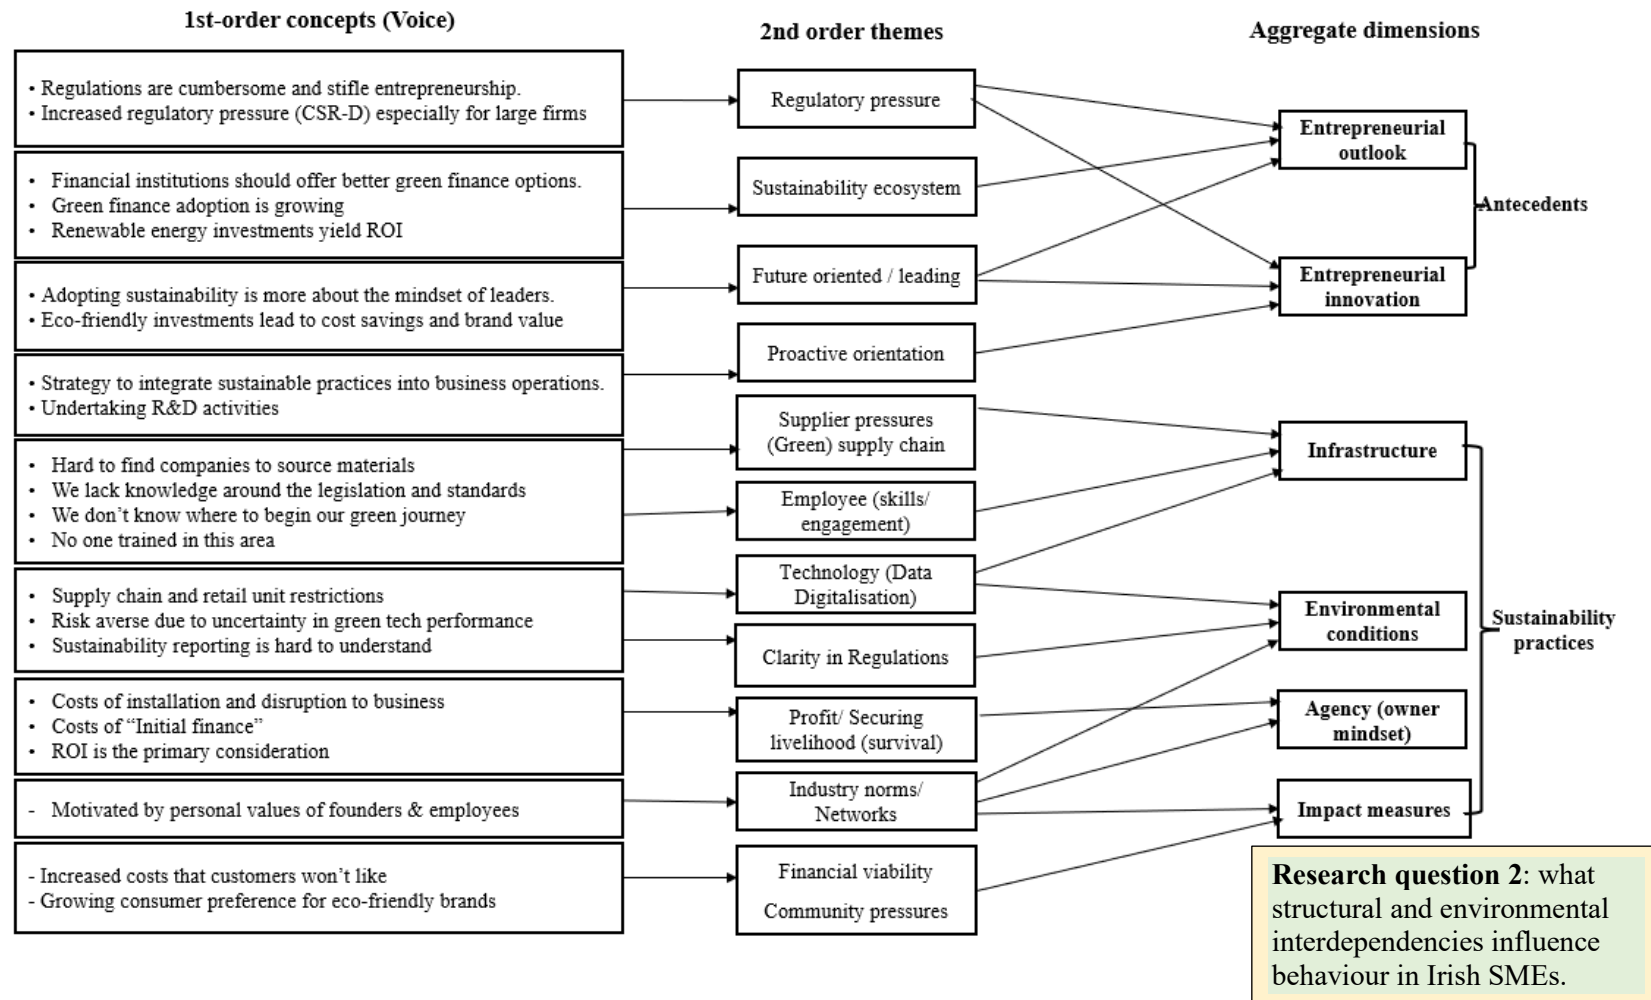 1st-order concepts (Voice)
2nd order themes
Aggregate dimensions
• Regulations are cumbersome and stifle entrepreneurship.
• Increased regulatory pressure (CSR-D) especially for large firms
• Financial institutions should offer better green finance options.
• Green finance adoption is growing
• Renewable energy investments yield ROI
• Adopting sustainability is more about the mindset of leaders.
• Eco-friendly investments lead to cost savings and brand value
• Strategy to integrate sustainable practices into business operations.
• Undertaking R&D activities
• Hard to find companies to source materials
• We lack knowledge around the legislation and standards
• We don’t know where to begin our green journey
• No one trained in this area
• Supply chain and retail unit restrictions
• Risk averse due to uncertainty in green tech performance
• Sustainability reporting is hard to understand
• Costs of installation and disruption to business
• Costs of “Initial finance”
• ROI is the primary consideration
- Motivated by personal values of founders & employees
- Increased costs that customers won’t like
- Growing consumer preference for eco-friendly brands
Regulatory pressure
Sustainability ecosystem
Future oriented / leading
Proactive orientation
Supplier pressures
(Green) supply chain
Employee (skills/
engagement)
Technology (Data
Digitalisation)
Clarity in Regulations
Profit/ Securing
livelihood (survival)
Industry norms/
Networks
Financial viability
Community pressures
Entrepreneurial
outlook
Entrepreneurial
innovation
Antecedents
Infrastructure
Environmental
conditions
Agency (owner
mindset)
Impact measures
Sustainability
practices
Research question 2: what
structural and environmental
interdependencies influence
behaviour in Irish SMEs.